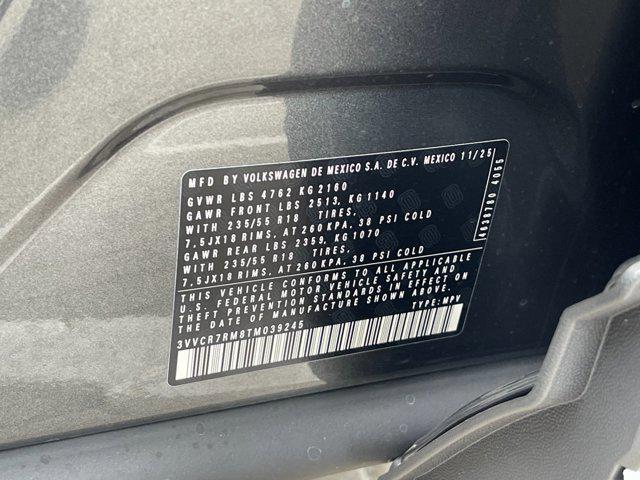 MFD BY VOLKSWAGEN DE MEXICO S.A. DE C.V. MEXICO 11/25
GVWR LBS 4762 KG 2160
GAWR FRONT LBS 2513, KG 1140
WITH 235/55 R18 TIRES,
7.5JX18 RIMS, AT 260 KPA, 38 PSI COLD
GAWR REAR LBS 2359, KG 1070
WITH 235/55 R18 TIRES,
7.5JX18 RIMS, AT 260 KPA, 38 PSI COLD
THIS VEHICLE CONFORMS TO ALL APPLICABLE
U.S. FEDERAL MOTOR VEHICLE SAFETY AND
THEFT PREVENTION STANDARDS IN EFFECT ON
THE DATE OF MANUFACTURE SHOWN ABOVE.
TYPE: MPV
3VVCR7RM8TM039245
4638760 4055